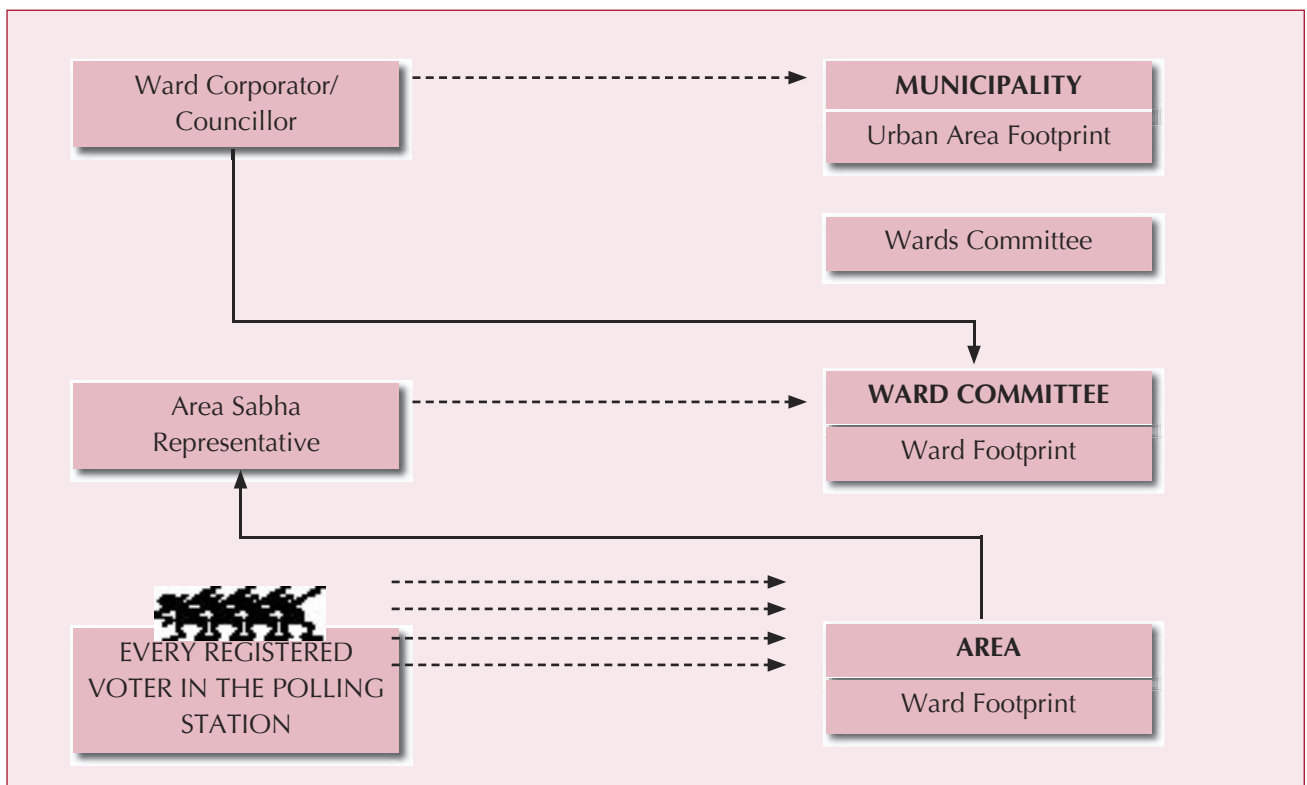 Ward Corporator/
Councillor
MUNICIPALITY
Urban Area Footprint
Wards Committee
Area Sabha
Representative
WARD COMMITTEE
Ward Footprint
EVERY REGISTERED
VOTER IN THE POLLING
STATION
AREA
Ward Footprint